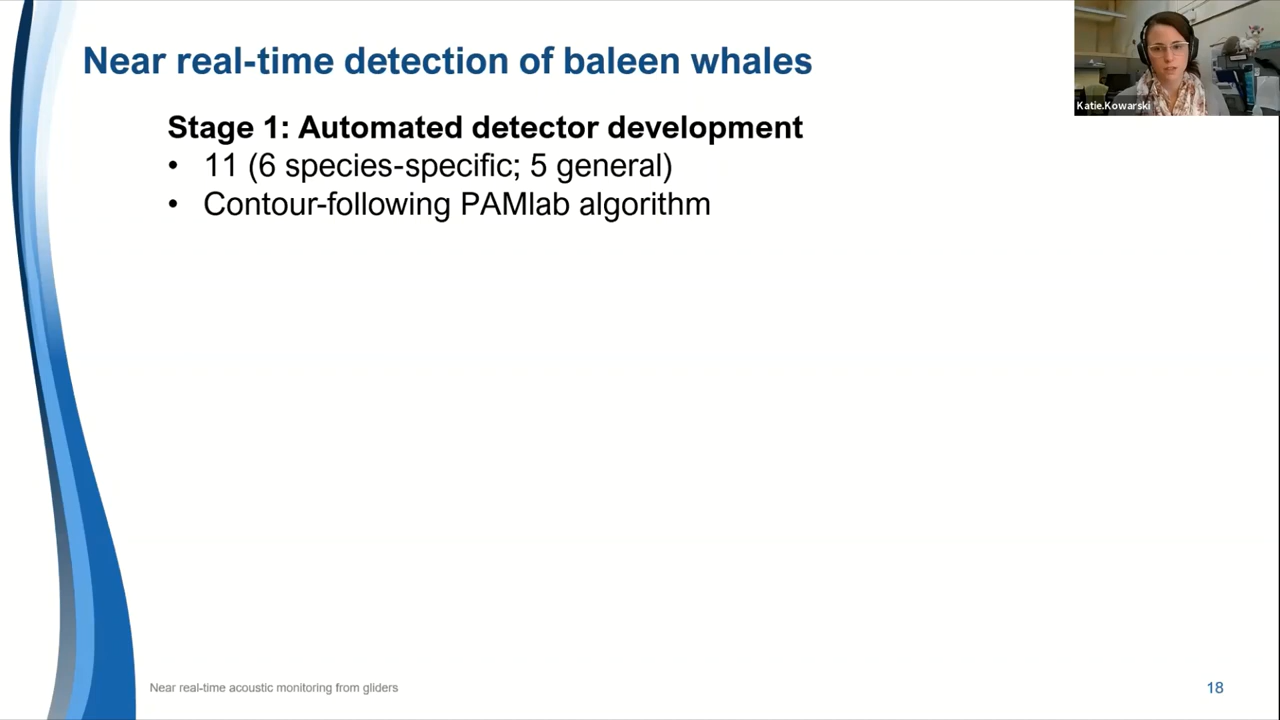 Near real-time detection of baleen whales
Katie.Kowarski
Stage 1: Automated detector development
• 11 (6 species-specific; 5 general)
• Contour-following PAMlab algorithm
Near real-time acoustic monitoring from gliders
18